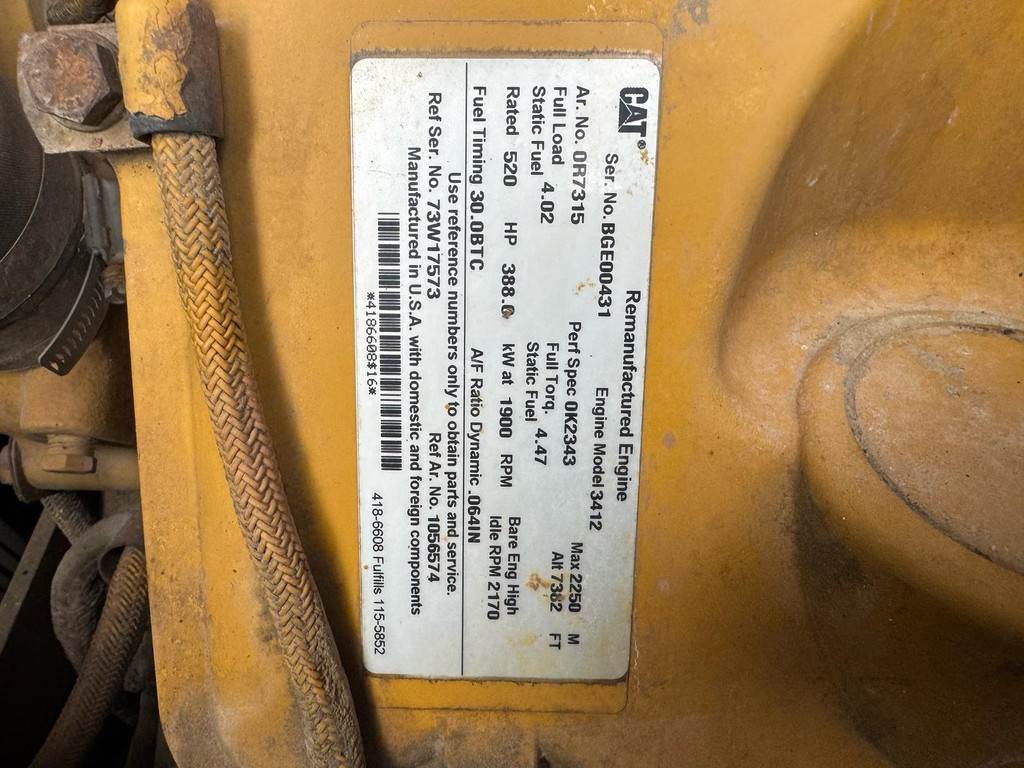 CAT®
Remanufactured Engine
Ser. No. BGE00431 Engine Model 3412
Ar. No. 0R7315 Perf Spec 0K2343 Max 2250 M
Full Load Full Torq. Alt 7382 FT
Static Fuel 4.02 Static Fuel 4.47
Rated 520 HP 388.0 kW at 1900 RPM Bare Eng High
Idle RPM 2170
Fuel Timing 30.0BTC A/F Ratio Dynamic .064IN
Use reference numbers only to obtain parts and service.
Ref Ser. No. 73W17573 Ref Ar. No. 1056574
Manufactured in U.S.A. with domestic and foreign components
*4186608$16*
418-6608 Fulfills 115-5852